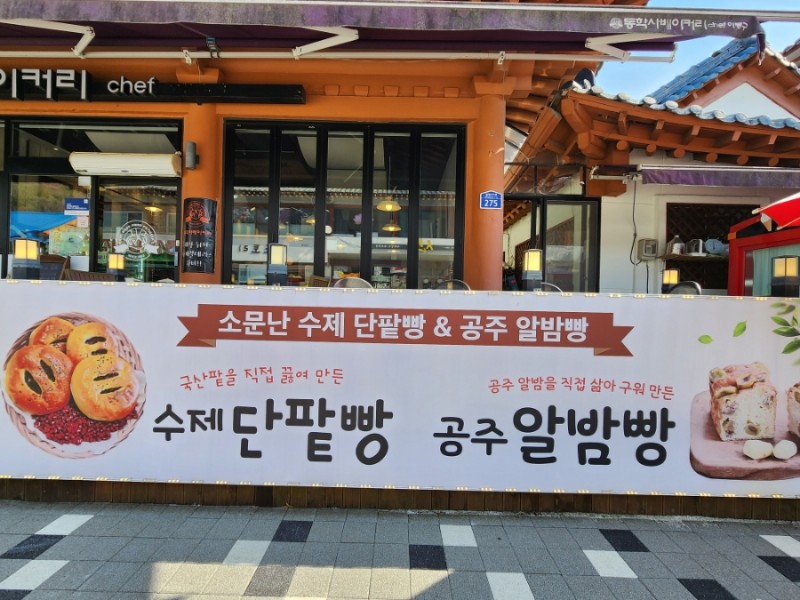 이커리 chef
275
소문난 수제 단팥빵 & 공주 알밤빵
국산팥을 직접 끓여 만든
수제 단팥빵
공주 알밤을 직접 삶아 구워 만든
공주 알밤빵